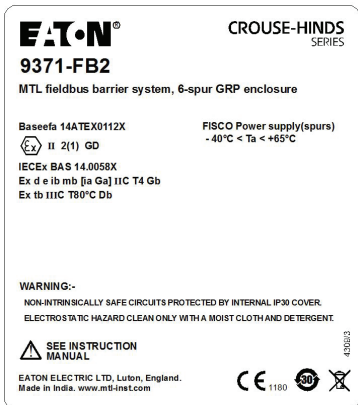 EATON®
CROUSE-HINDS
SERIES
9371-FB2
MTL fieldbus barrier system, 6-spur GRP enclosure
Baseefa 14ATEX0112X
FISCO Power supply(spurs)
- 40°C < Ta < +65°C
Ex II 2(1) GD
IECEx BAS 14.0058X
Ex d e ib mb [ia Ga] IIC T4 Gb
Ex tb IIIC T80°C Db
WARNING:-
NON-INTRINSICALLY SAFE CIRCUITS PROTECTED BY INTERNAL IP30 COVER.
ELECTROSTATIC HAZARD CLEAN ONLY WITH A MOIST CLOTH AND DETERGENT.
SEE INSTRUCTION
MANUAL
4309/3
EATON ELECTRIC LTD, Luton, England.
Made in India. www.mtl-inst.com
CE 1180
30